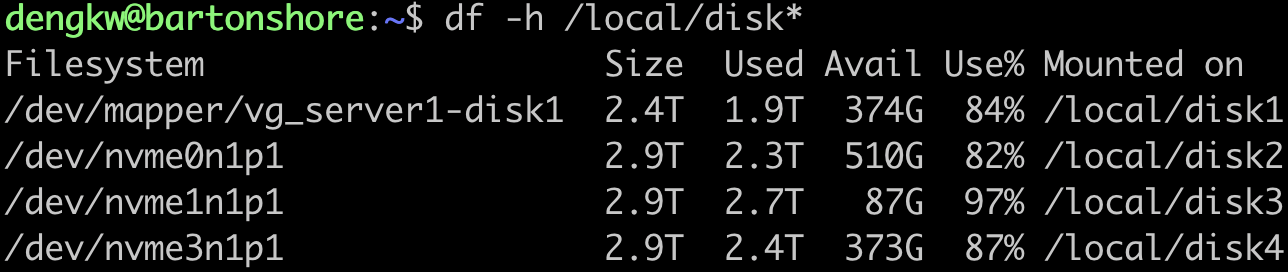 dengkw@bartonshore:~$ df -h /local/disk*
Filesystem                     Size  Used Avail Use% Mounted on
/dev/mapper/vg_server1-disk1  2.4T  1.9T  374G  84% /local/disk1
/dev/nvme0n1p1                2.9T  2.3T  510G  82% /local/disk2
/dev/nvme1n1p1                2.9T  2.7T   87G  97% /local/disk3
/dev/nvme3n1p1                2.9T  2.4T  373G  87% /local/disk4